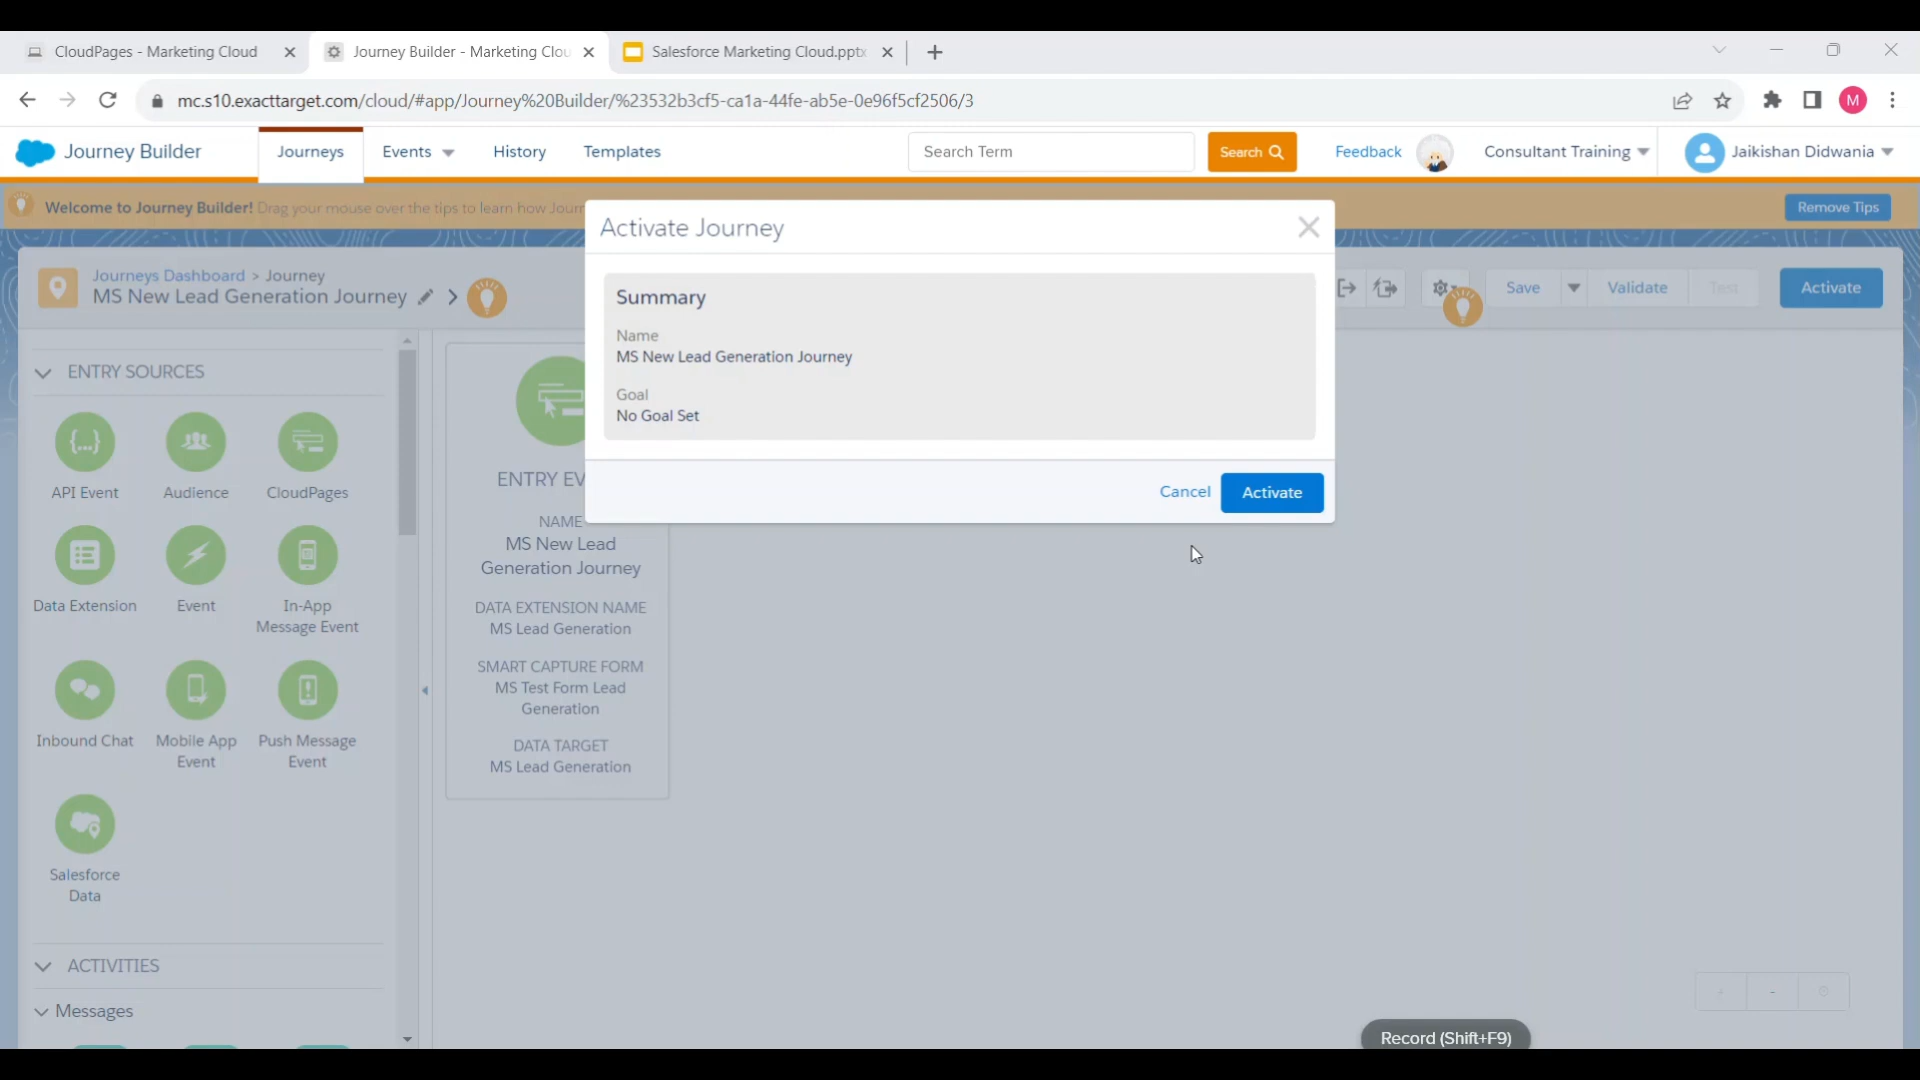 CloudPages - Marketing Cloud
Journey Builder - Marketing Clou
Salesforce Marketing Cloud.pptx
mc.s10.exacttarget.com/cloud/#app/Journey%20Builder/%23532b3cf5-ca1a-44fe-ab5e-0e96f5cf2506/3
M
Journey Builder
Journeys
Events
History
Templates
Search Term
Search
Feedback
Consultant Training
Jaikishan Didwania
Welcome to Journey Builder! Drag your mouse over the tips to learn how Journ
Remove Tips
Journeys Dashboard > Journey
MS New Lead Generation Journey
Save
Validate
Test
Activate
Activate Journey
Summary
Name
MS New Lead Generation Journey
Goal
No Goal Set
Cancel
Activate
ENTRY SOURCES
{...}
API Event
Audience
CloudPages
Data Extension
Event
In-App
Message Event
Inbound Chat
Mobile App
Event
Push Message
Event
Salesforce
Data
ACTIVITIES
Messages
ENTRY EV
NAME
MS New Lead
Generation Journey
DATA EXTENSION NAME
MS Lead Generation
SMART CAPTURE FORM
MS Test Form Lead
Generation
DATA TARGET
MS Lead Generation
Record (Shift+F9)